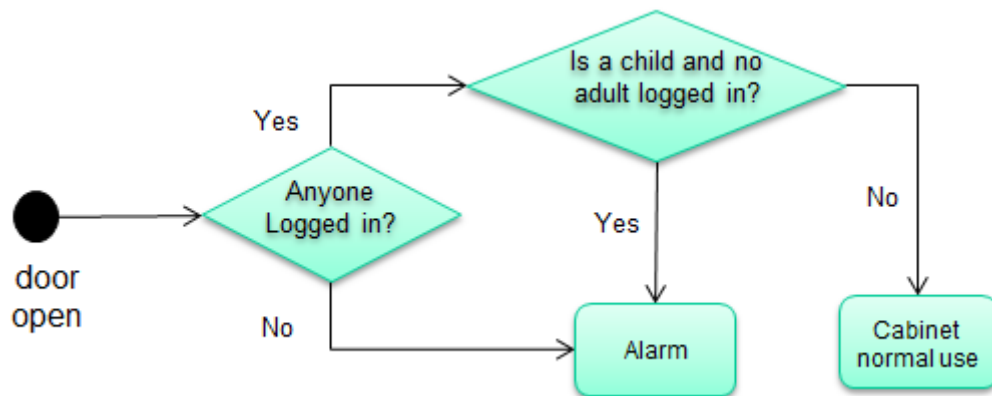 Is a child and no
adult logged in?
Yes
Anyone
Logged in?
No
Yes
door
open
No
Alarm
Cabinet
normal use